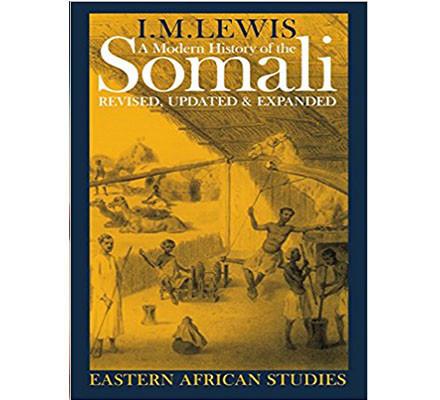 I.M.LEWIS
A Modern History of the
Somali
REVISED, UPDATED & EXPANDED
EASTERN AFRICAN STUDIES